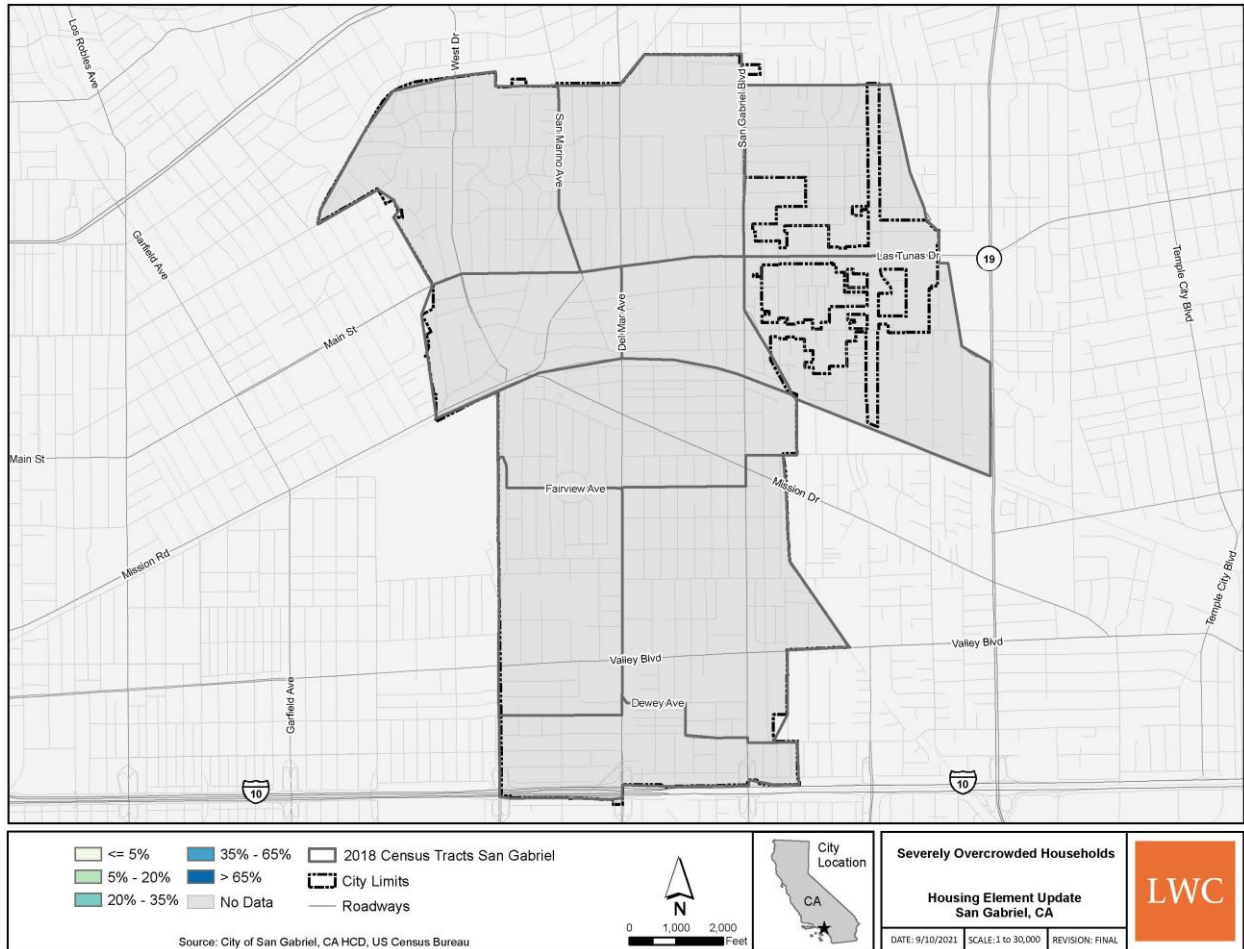 Los Robles Ave
West Dr
San Marino Ave
San Gabriel Blvd
Garfield Ave
Las Tunas Dr
19
Temple City Blvd
Main St
Del Mar Ave
Main St
Fairview Ave
Mission Dr
Mission Rd
Temple City Blvd
Valley Blvd
Valley Blvd
Dewey Ave
Garfield Ave
10
10
<= 5%
5% - 20%
20% - 35%
35% - 65%
> 65%
No Data
2018 Census Tracts San Gabriel
City Limits
Roadways
Source: City of San Gabriel, CA HCD, US Census Bureau
N
0 1,000 2,000
Feet
City
Location
CA
Severely Overcrowded Households
Housing Element Update
San Gabriel, CA
DATE: 9/10/2021 SCALE: 1 to 30,000 REVISION: FINAL
LWC